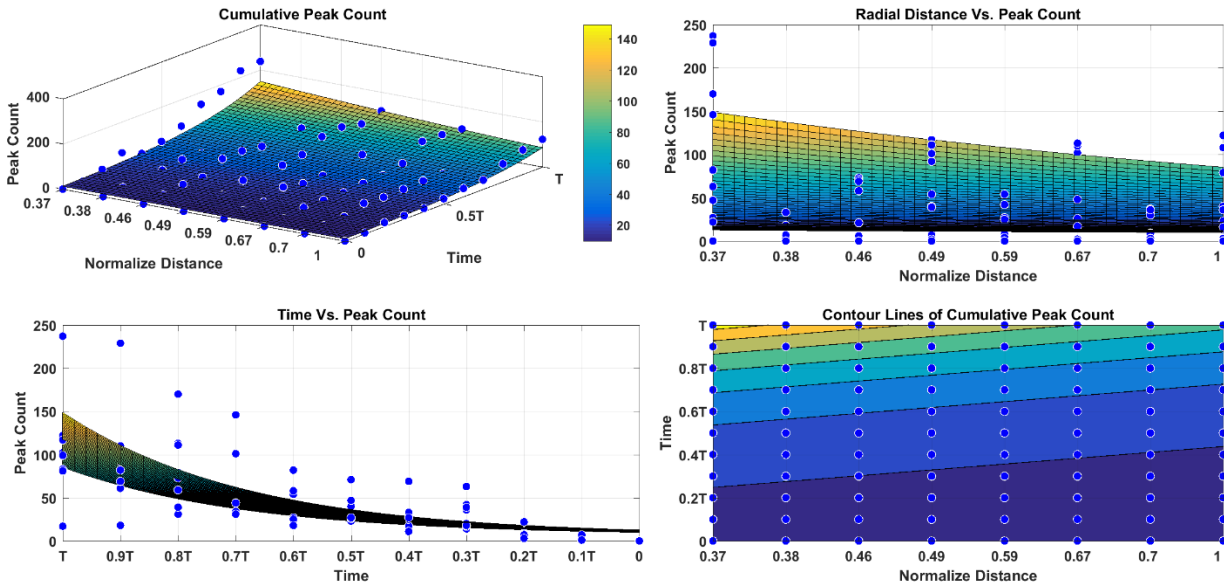 Cumulative Peak Count
Peak Count
400
200
0
0.37
0.38
0.46
0.49
0.59
0.67
0.7
1
Normalize Distance
0
0.5T
T
Time
140
120
100
80
60
40
20
Radial Distance Vs. Peak Count
Peak Count
250
200
150
100
50
0
0.37 0.38 0.46 0.49 0.59 0.67 0.7 1
Normalize Distance
Time Vs. Peak Count
Peak Count
250
200
150
100
50
0
T 0.9T 0.8T 0.7T 0.6T 0.5T 0.4T 0.3T 0.2T 0.1T 0
Time
Contour Lines of Cumulative Peak Count
Time
T
0.8T
0.6T
0.4T
0.2T
0
0.37 0.38 0.46 0.49 0.59 0.67 0.7 1
Normalize Distance